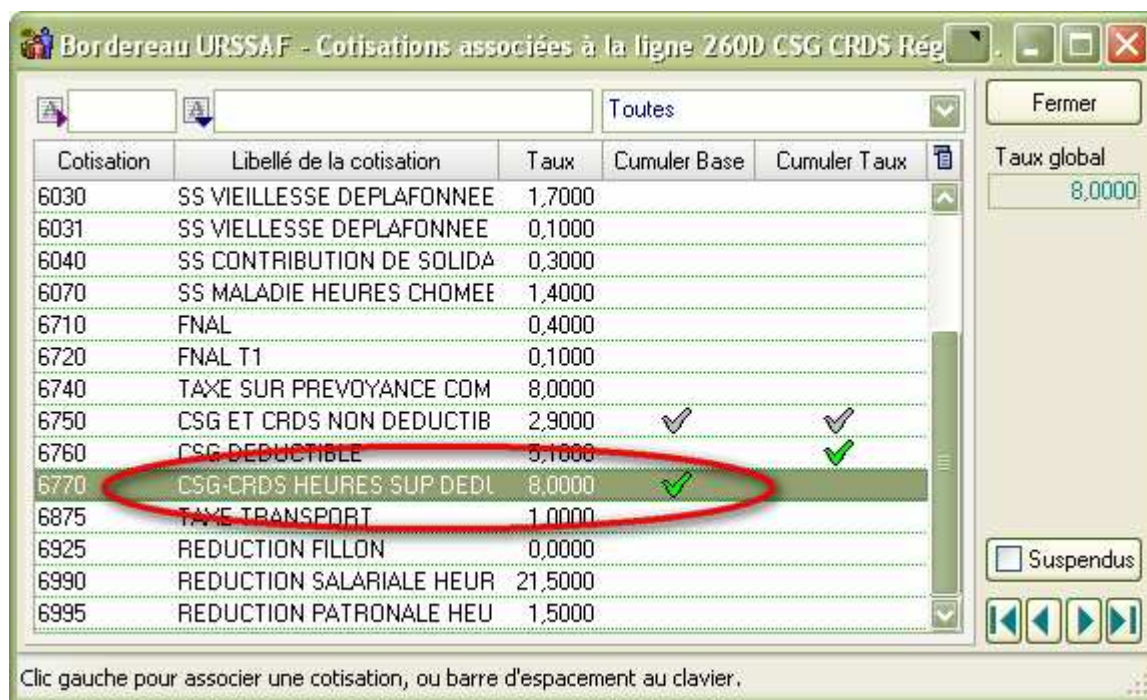 Bordereau URSSAF - Cotisations associées à la ligne 260D CSG CRDS Rég
Toutes
Fermer
Cotisation Libellé de la cotisation Taux Cumuler Base Cumuler Taux
Taux global
8,0000
6030 SS VIEILLESSE DEPLAFONNEE 1,7000
6031 SS VIELLESSE DEPLAFONNEE 0,1000
6040 SS CONTRIBUTION DE SOLIDA 0,3000
6070 SS MALADIE HEURES CHOMEE 1,4000
6710 FNAL 0,4000
6720 FNAL T1 0,1000
6740 TAXE SUR PREVOYANCE COM 8,0000
6750 CSG ET CRDS NON DEDUCTIB 2,9000
6760 CSG DEDUCTIBLE 5,1000
6770 CSG-CRDS HEURES SUP DEDU 8,0000
6875 TAXE TRANSPORT 1,0000
6925 REDUCTION FILLON 0,0000
6990 REDUCTION SALARIALE HEUR 21,5000
6995 REDUCTION PATRONALE HEU 1,5000
Suspendus
Clic gauche pour associer une cotisation, ou barre d'espacement au clavier.